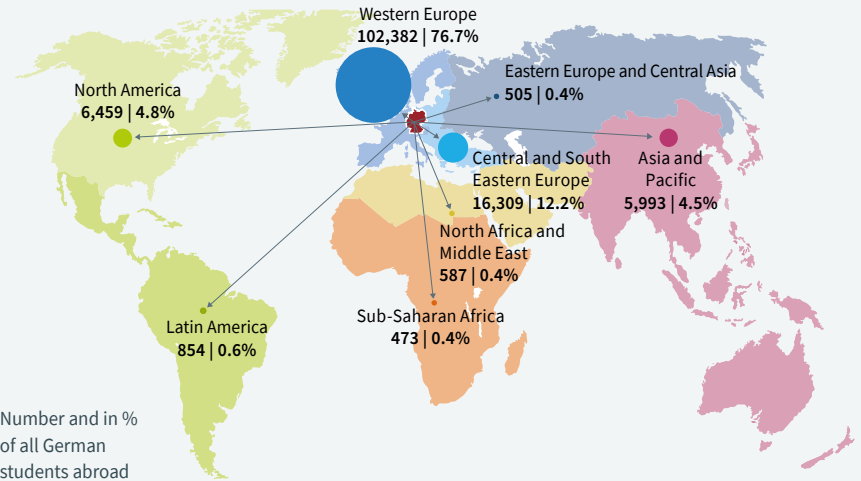 Western Europe
102,382 | 76.7%
North America
6,459 | 4.8%
Eastern Europe and Central Asia
505 | 0.4%
Central and South
Eastern Europe
16,309 | 12.2%
Asia and
Pacific
5,993 | 4.5%
North Africa and
Middle East
587 | 0.4%
Sub-Saharan Africa
473 | 0.4%
Latin America
854 | 0.6%
Number and in %
of all German
students abroad